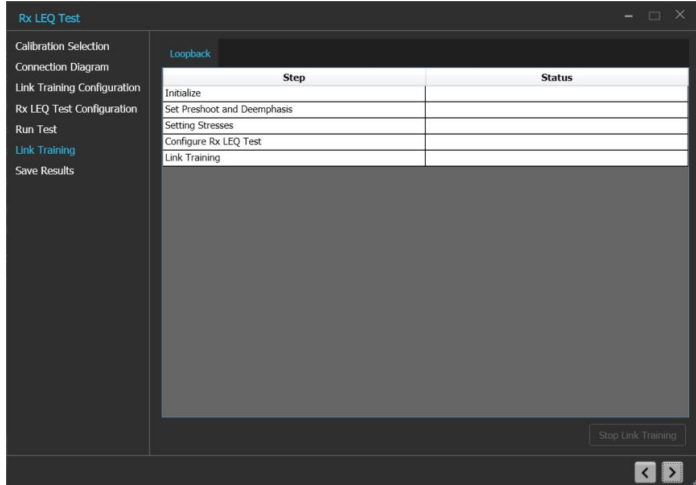 Rx LEQ Test
Calibration Selection
Connection Diagram
Link Training Configuration
Rx LEQ Test Configuration
Run Test
Link Training
Save Results
Loopback
Step Status
Initialize
Set Preshoot and Deemphasis
Setting Stresses
Configure Rx LEQ Test
Link Training
Stop Link Training